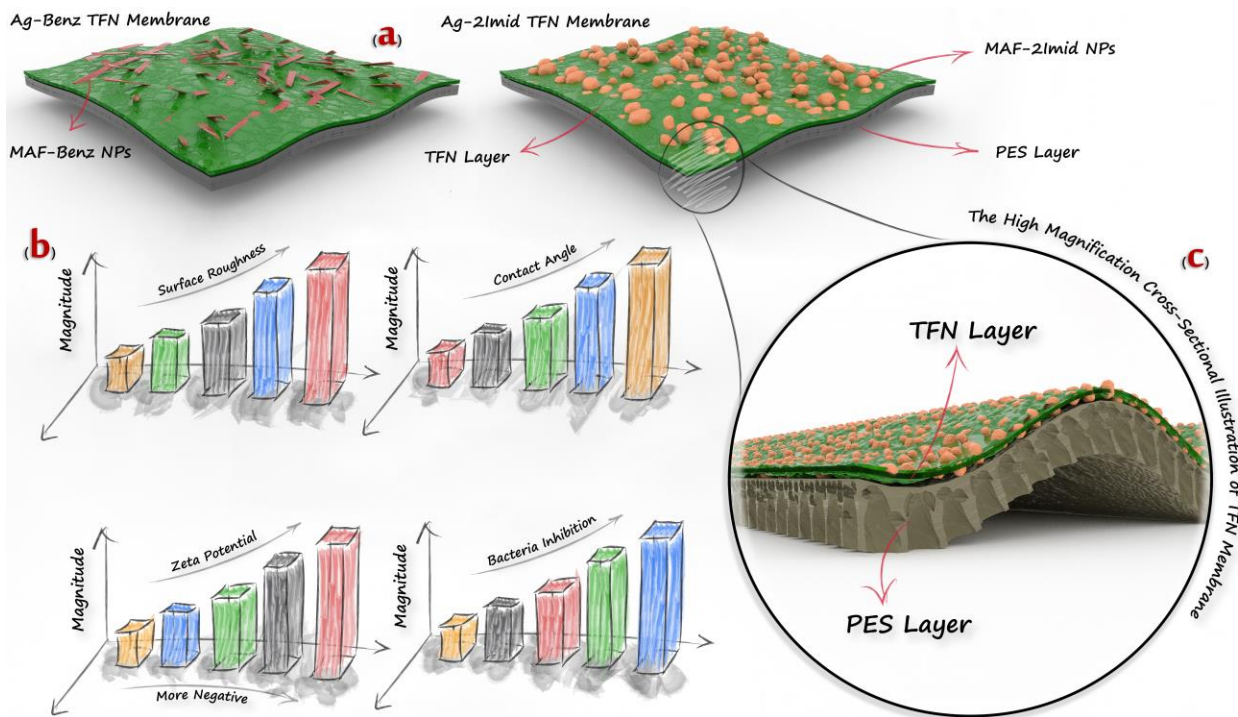 Ag-Benz TFN Membrane
(a)
Ag-2Imid TFN Membrane
MAF-2Imid NPs
MAF-Benz NPs
TFN Layer
PES Layer
(b)
Magnitude
Surface Roughness
Magnitude
Contact Angle
Magnitude
Zeta Potential
More Negative
Magnitude
Bacteria Inhibition
(c)
The High Magnification Cross-Sectional Illustration of TFN Membrane
TFN Layer
PES Layer